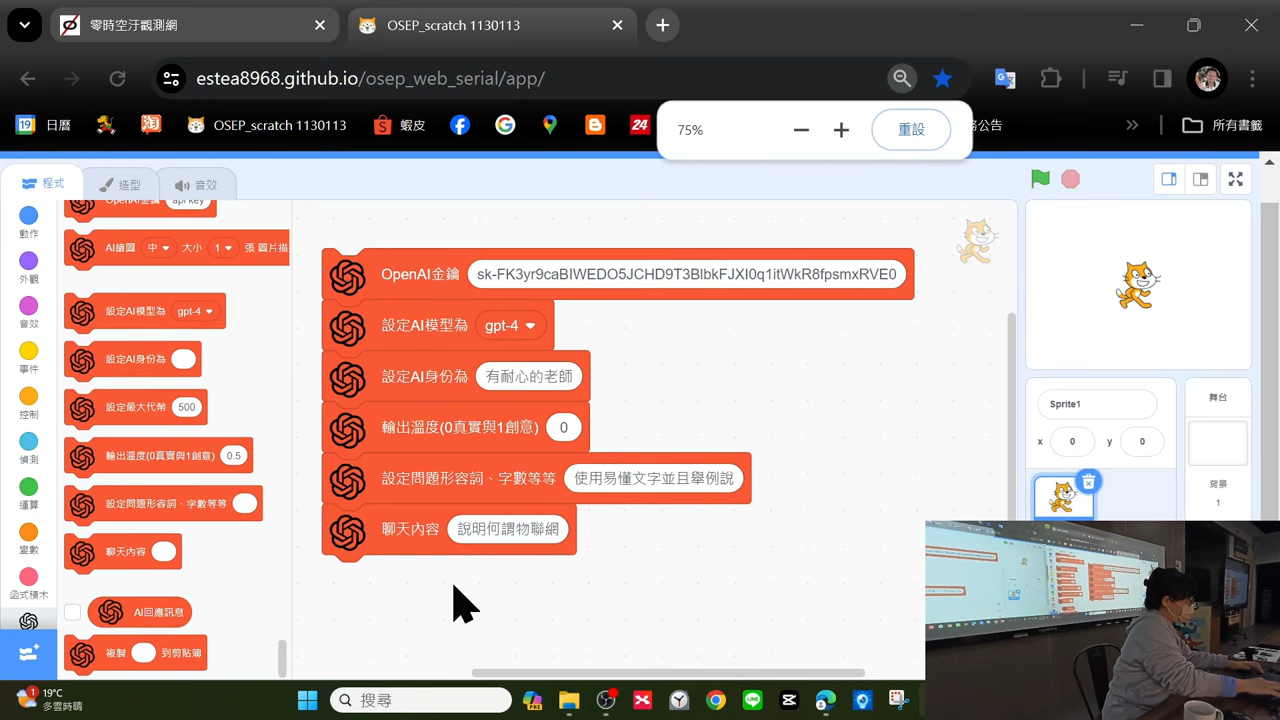 零時空汙觀測網
OSEP_scratch 1130113
estea8968.github.io/osep_web_serial/app/
日曆
OSEP_scratch 1130113
蝦皮
24
公告
所有書籤
75%
重設
程式
造型
音效
動作
外觀
音效
事件
控制
偵測
運算
變數
函式積木
OpenAI金鑰 api key
AI繪圖 中 大小 1 張 圖片描
設定AI模型為 gpt-4
設定AI身份為
設定最大代幣 500
輸出溫度(0真實與1創意) 0.5
設定問題形容詞、字數等等
聊天內容
AI回應訊息
複製 到剪貼簿
OpenAI金鑰 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
設定AI模型為 gpt-4
設定AI身份為 有耐心的老師
輸出溫度(0真實與1創意) 0
設定問題形容詞、字數等等 使用易懂文字並且舉例說
聊天內容 說明何謂物聯網
Sprite1
x 0 y 0
舞台
背景
1
19°C
多雲時晴
搜尋